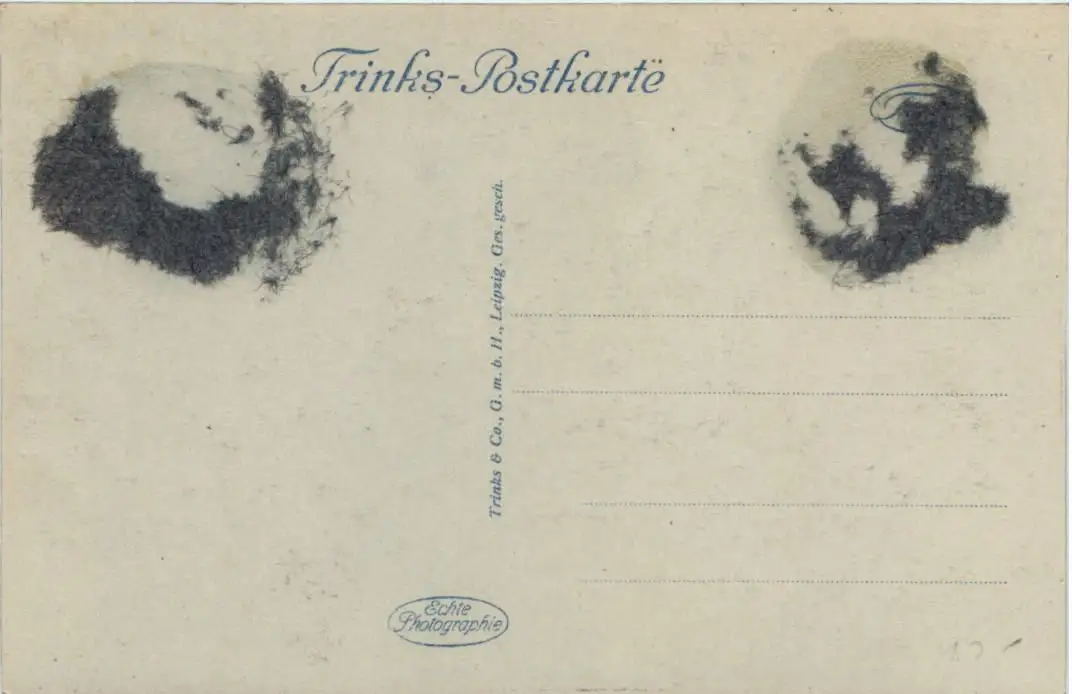 Trinks-Postkarte
Trinks & Co., G. m. b. H., Leipzig. Ges. gesch.
Echte
Photographie